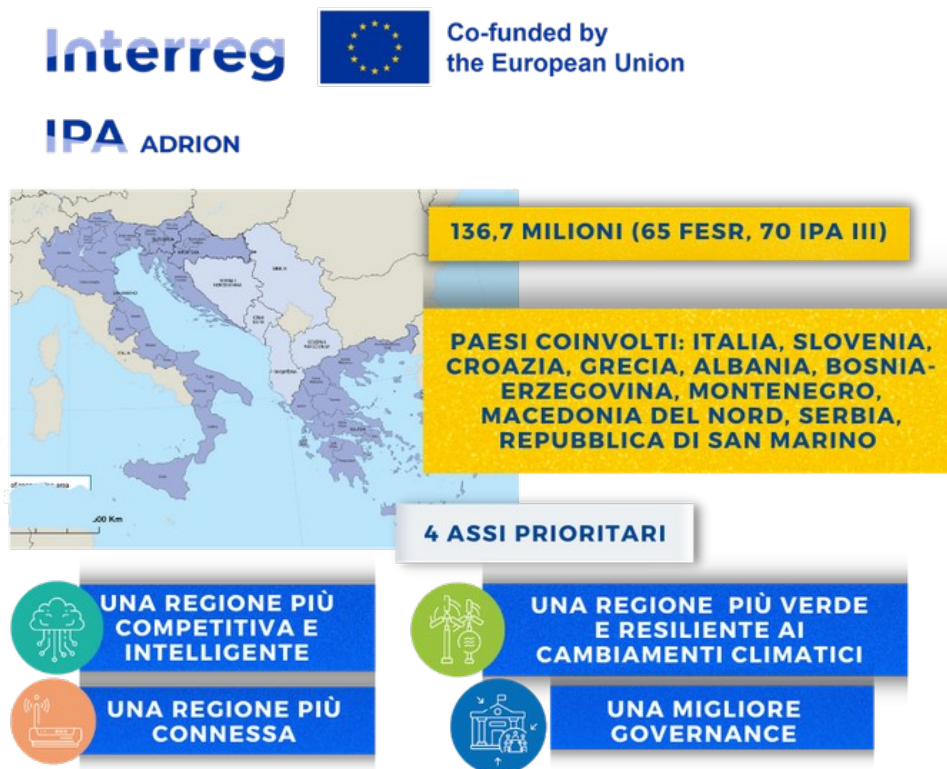 Interreg
Co-funded by
the European Union
IPA ADRION
136,7 MILIONI (65 FESR, 70 IPA III)
PAESI COINVOLTI: ITALIA, SLOVENIA,
CROAZIA, GRECIA, ALBANIA, BOSNIA-
ERZEGOVINA, MONTENEGRO,
MACEDONIA DEL NORD, SERBIA,
REPUBBLICA DI SAN MARINO
4 ASSI PRIORITARI
UNA REGIONE PIÙ
COMPETITIVA E
INTELLIGENTE
UNA REGIONE PIÙ VERDE
E RESILIENTE AI
CAMBIAMENTI CLIMATICI
UNA REGIONE PIÙ
CONNESSA
UNA MIGLIORE
GOVERNANCE